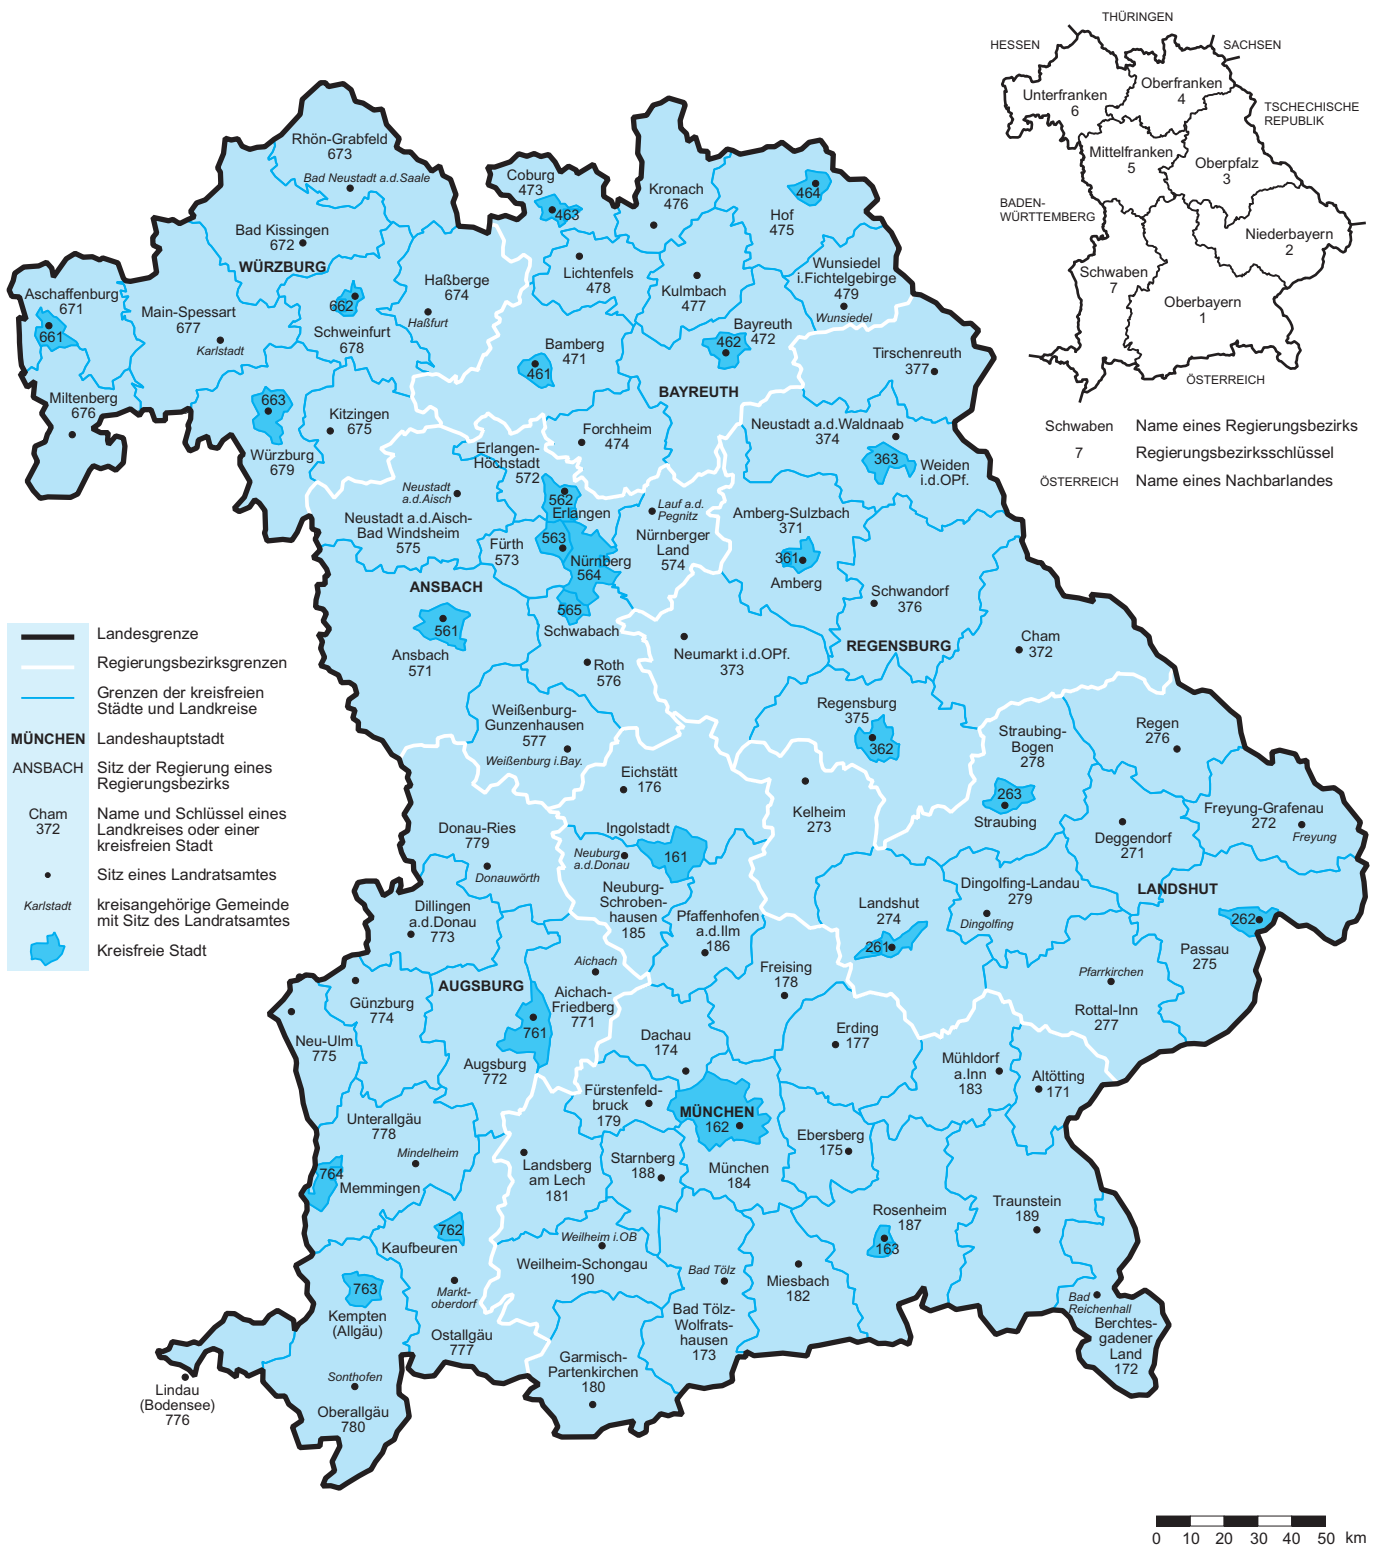 THÜRINGEN
HESSEN
SACHSEN
Oberfranken
4
Unterfranken
6
TSCHECHISCHE
REPUBLIK
Mittelfranken
5
Oberpfalz
3
BADEN-
WÜRTTEMBERG
Niederbayern
2
Schwaben
7
Oberbayern
1
ÖSTERREICH
Schwaben Name eines Regierungsbezirks
7 Regierungsbezirksschlüssel
ÖSTERREICH Name eines Nachbarlandes
Rhön-Grabfeld
673
Bad Neustadt a.d.Saale
Bad Kissingen
672
WÜRZBURG
Coburg
473
463
Kronach
476
464
Hof
475
Aschaffenburg
671
661
Main-Spessart
677
Karlstadt
662
Schweinfurt
678
Haßberge
674
Haßfurt
Lichtenfels
478
Kulmbach
477
Wunsiedel
i.Fichtelgebirge
479
Wunsiedel
Bamberg
471
461
Bayreuth
472
462
BAYREUTH
Tirschenreuth
377
Miltenberg
676
663
Würzburg
679
Kitzingen
675
Forchheim
474
Neustadt a.d.Waldnaab
374
363
Weiden
i.d.OPf.
Erlangen-
Höchstadt
572
562
Erlangen
Neustadt
a.d.Aisch
Neustadt a.d.Aisch-
Bad Windsheim
575
Fürth
573
563
Nürnberg
564
Lauf a.d.
Pegnitz
Nürnberger
Land
574
Amberg-Sulzbach
371
361
Amberg
ANSBACH
561
Ansbach
571
565
Schwabach
Roth
576
Schwandorf
376
Neumarkt i.d.OPf.
373
REGENSBURG
Cham
372
Weißenburg-
Gunzenhausen
577
Weißenburg i.Bay.
Regensburg
375
362
Straubing-
Bogen
278
263
Straubing
Regen
276
Eichstätt
176
Kelheim
273
Freyung-Grafenau
272
Freyung
Deggendorf
271
Landesgrenze
Regierungsbezirksgrenzen
Grenzen der kreisfreien
Städte und Landkreise
MÜNCHEN Landeshauptstadt
ANSBACH Sitz der Regierung eines
Regierungsbezirks
Cham Name und Schlüssel eines
372 Landkreises oder einer
kreisfreien Stadt
Sitz eines Landratsamtes
Karlstadt kreisangehörige Gemeinde
mit Sitz des Landratsamtes
Kreisfreie Stadt
Donau-Ries
779
Donauwörth
Ingolstadt
161
Neuburg
a.d.Donau
Neuburg-
Schroben-
hausen
185
Dillingen
a.d.Donau
773
Pfaffenhofen
a.d.Ilm
186
Landshut
274
261
Dingolfing-Landau
279
Dingolfing
LANDSHUT
262
Passau
275
Pfarrkirchen
Rottal-Inn
277
Günzburg
774
AUGSBURG
Aichach
Aichach-
Friedberg
771
761
Augsburg
772
Freising
178
Neu-Ulm
775
Dachau
174
Erding
177
Mühldorf
a.Inn
183
Altötting
171
Unterallgäu
778
Mindelheim
764
Memmingen
Fürstenfeld-
bruck
179
MÜNCHEN
162
München
184
Ebersberg
175
Landsberg
am Lech
181
Starnberg
188
Rosenheim
187
163
Traunstein
189
762
Kaufbeuren
Weilheim i.OB
Weilheim-Schongau
190
763
Kempten
(Allgäu)
Markt-
oberdorf
Ostallgäu
777
Bad Tölz
Bad Tölz-
Wolfrats-
hausen
173
Miesbach
182
Bad
Reichenhall
Berchtes-
gadener
Land
172
Garmisch-
Partenkirchen
180
Lindau
(Bodensee)
776
Sonthofen
Oberallgäu
780
0 10 20 30 40 50 km